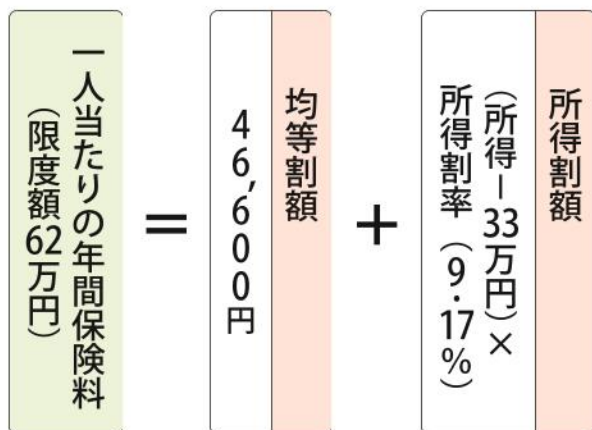 一人当たりの年間保険料
(限度額62万円)
=
均等割額
46,600円
+
所得割額
(所得－33万円)×
所得割率 (9・17%)